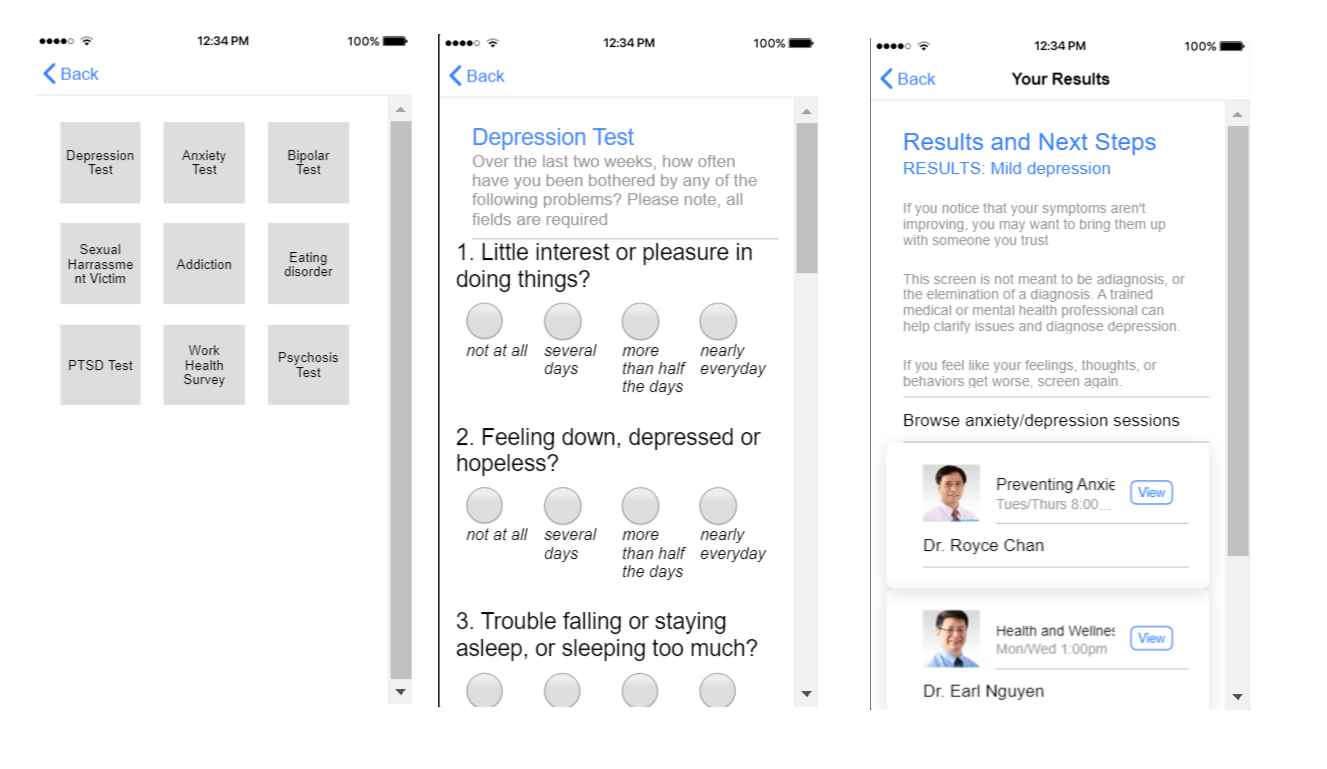 12:34 PM
100%
Back
Depression
Test
Anxiety
Test
Bipolar
Test
Sexual
Harrassme
nt Victim
Addiction
Eating
disorder
PTSD Test
Work
Health
Survey
Psychosis
Test
12:34 PM
100%
Back
Depression Test
Over the last two weeks, how often
have you been bothered by any of the
following problems? Please note, all
fields are required
1. Little interest or pleasure in
doing things?
not at all
several
days
more
than half
the days
nearly
everyday
2. Feeling down, depressed or
hopeless?
not at all
several
days
more
than half
the days
nearly
everyday
3. Trouble falling or staying
asleep, or sleeping too much?
12:34 PM
100%
Back
Your Results
Results and Next Steps
RESULTS: Mild depression
If you notice that your symptoms aren't
improving, you may want to bring them up
with someone you trust
This screen is not meant to be adiagnosis, or
the elemination of a diagnosis. A trained
medical or mental health professional can
help clarify issues and diagnose depression.
If you feel like your feelings, thoughts, or
behaviors get worse, screen again.
Browse anxiety/depression sessions
Preventing Anxie
Tues/Thurs 8:00...
View
Dr. Royce Chan
Health and Wellnes
Mon/Wed 1:00pm
View
Dr. Earl Nguyen